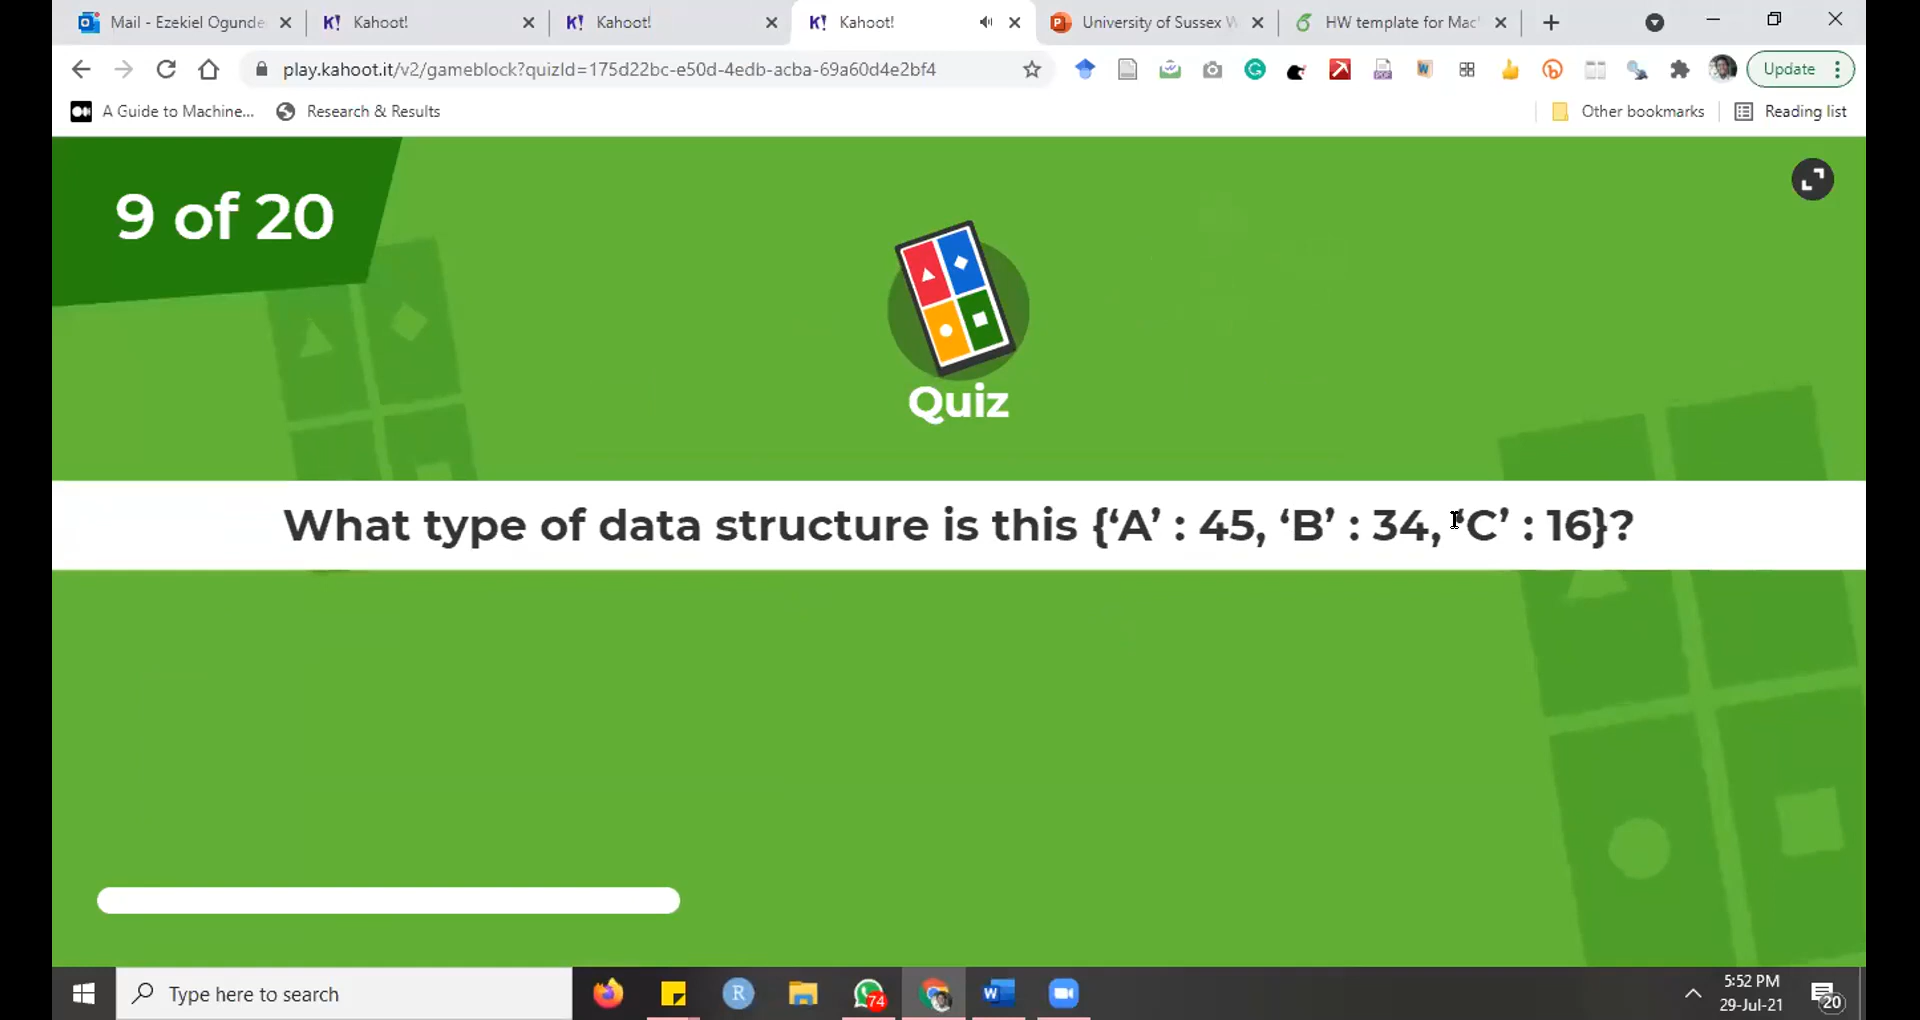 Mail - Ezekiel Ogunde
K! Kahoot!
K! Kahoot!
K! Kahoot!
University of Sussex W
HW template for Mac
play.kahoot.it/v2/gameblock?quizId=175d22bc-e50d-4edb-acba-69a60d4e2bf4
Update
A Guide to Machine...
Research & Results
Other bookmarks
Reading list
9 of 20
Quiz
What type of data structure is this {‘A’ : 45, ‘B’ : 34, ‘C’ : 16}?
Type here to search
74
5:52 PM
29-Jul-21
20